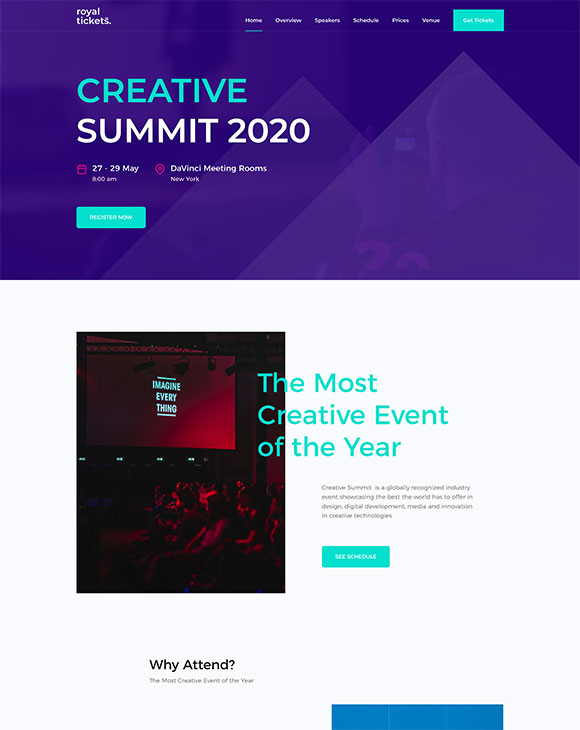 royal
tickets.
Home Overview Speakers Schedule Prices Venue Get Tickets
CREATIVE
SUMMIT 2020
27 - 29 May
8:00 am
DaVinci Meeting Rooms
New York
REGISTER NOW
20
IMAGINE
EVERY
THING
The Most
Creative Event
of the Year
Creative Summit is a globally recognized industry
event showcasing the best the world has to offer in
design, digital development, media and innovation
in creative technologies.
SEE SCHEDULE
Why Attend?
The Most Creative Event of the Year